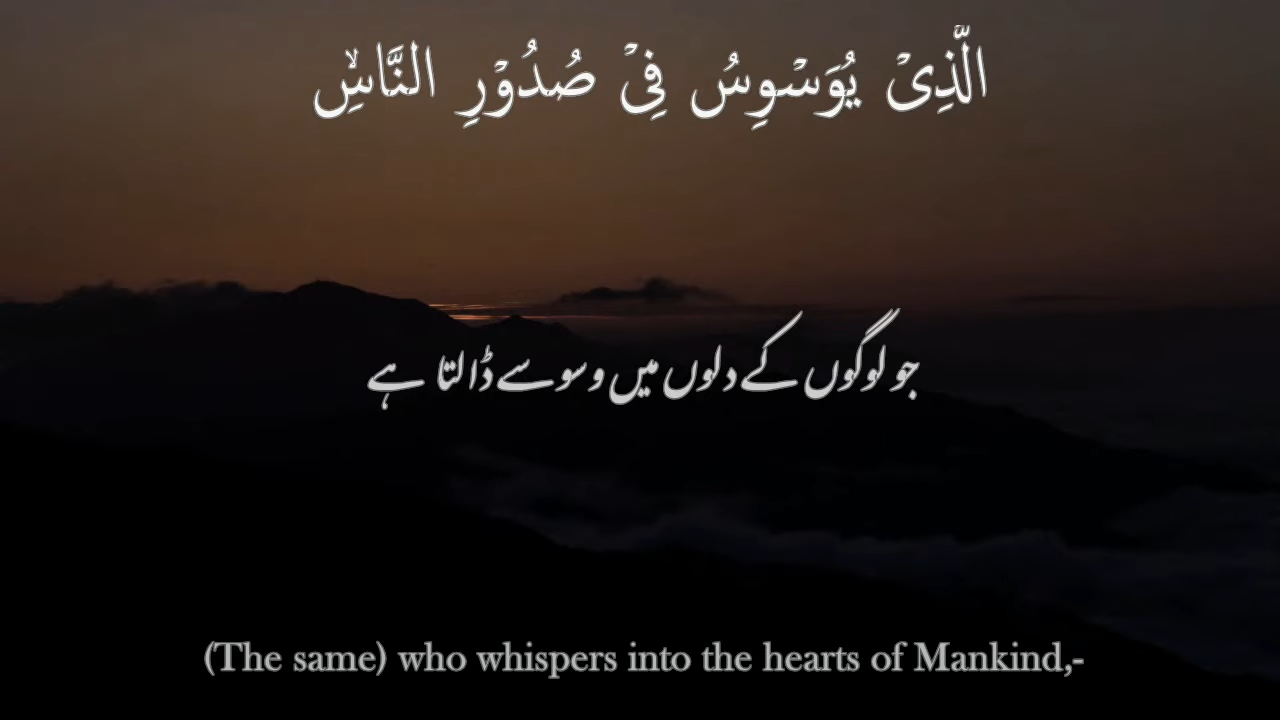 الَّذِیْ یُوَسْوِسُ فِیْ صُدُوْرِ النَّاسِۙ
جو لوگوں کے دلوں میں وسوسے ڈالتا ہے
(The same) who whispers into the hearts of Mankind,-